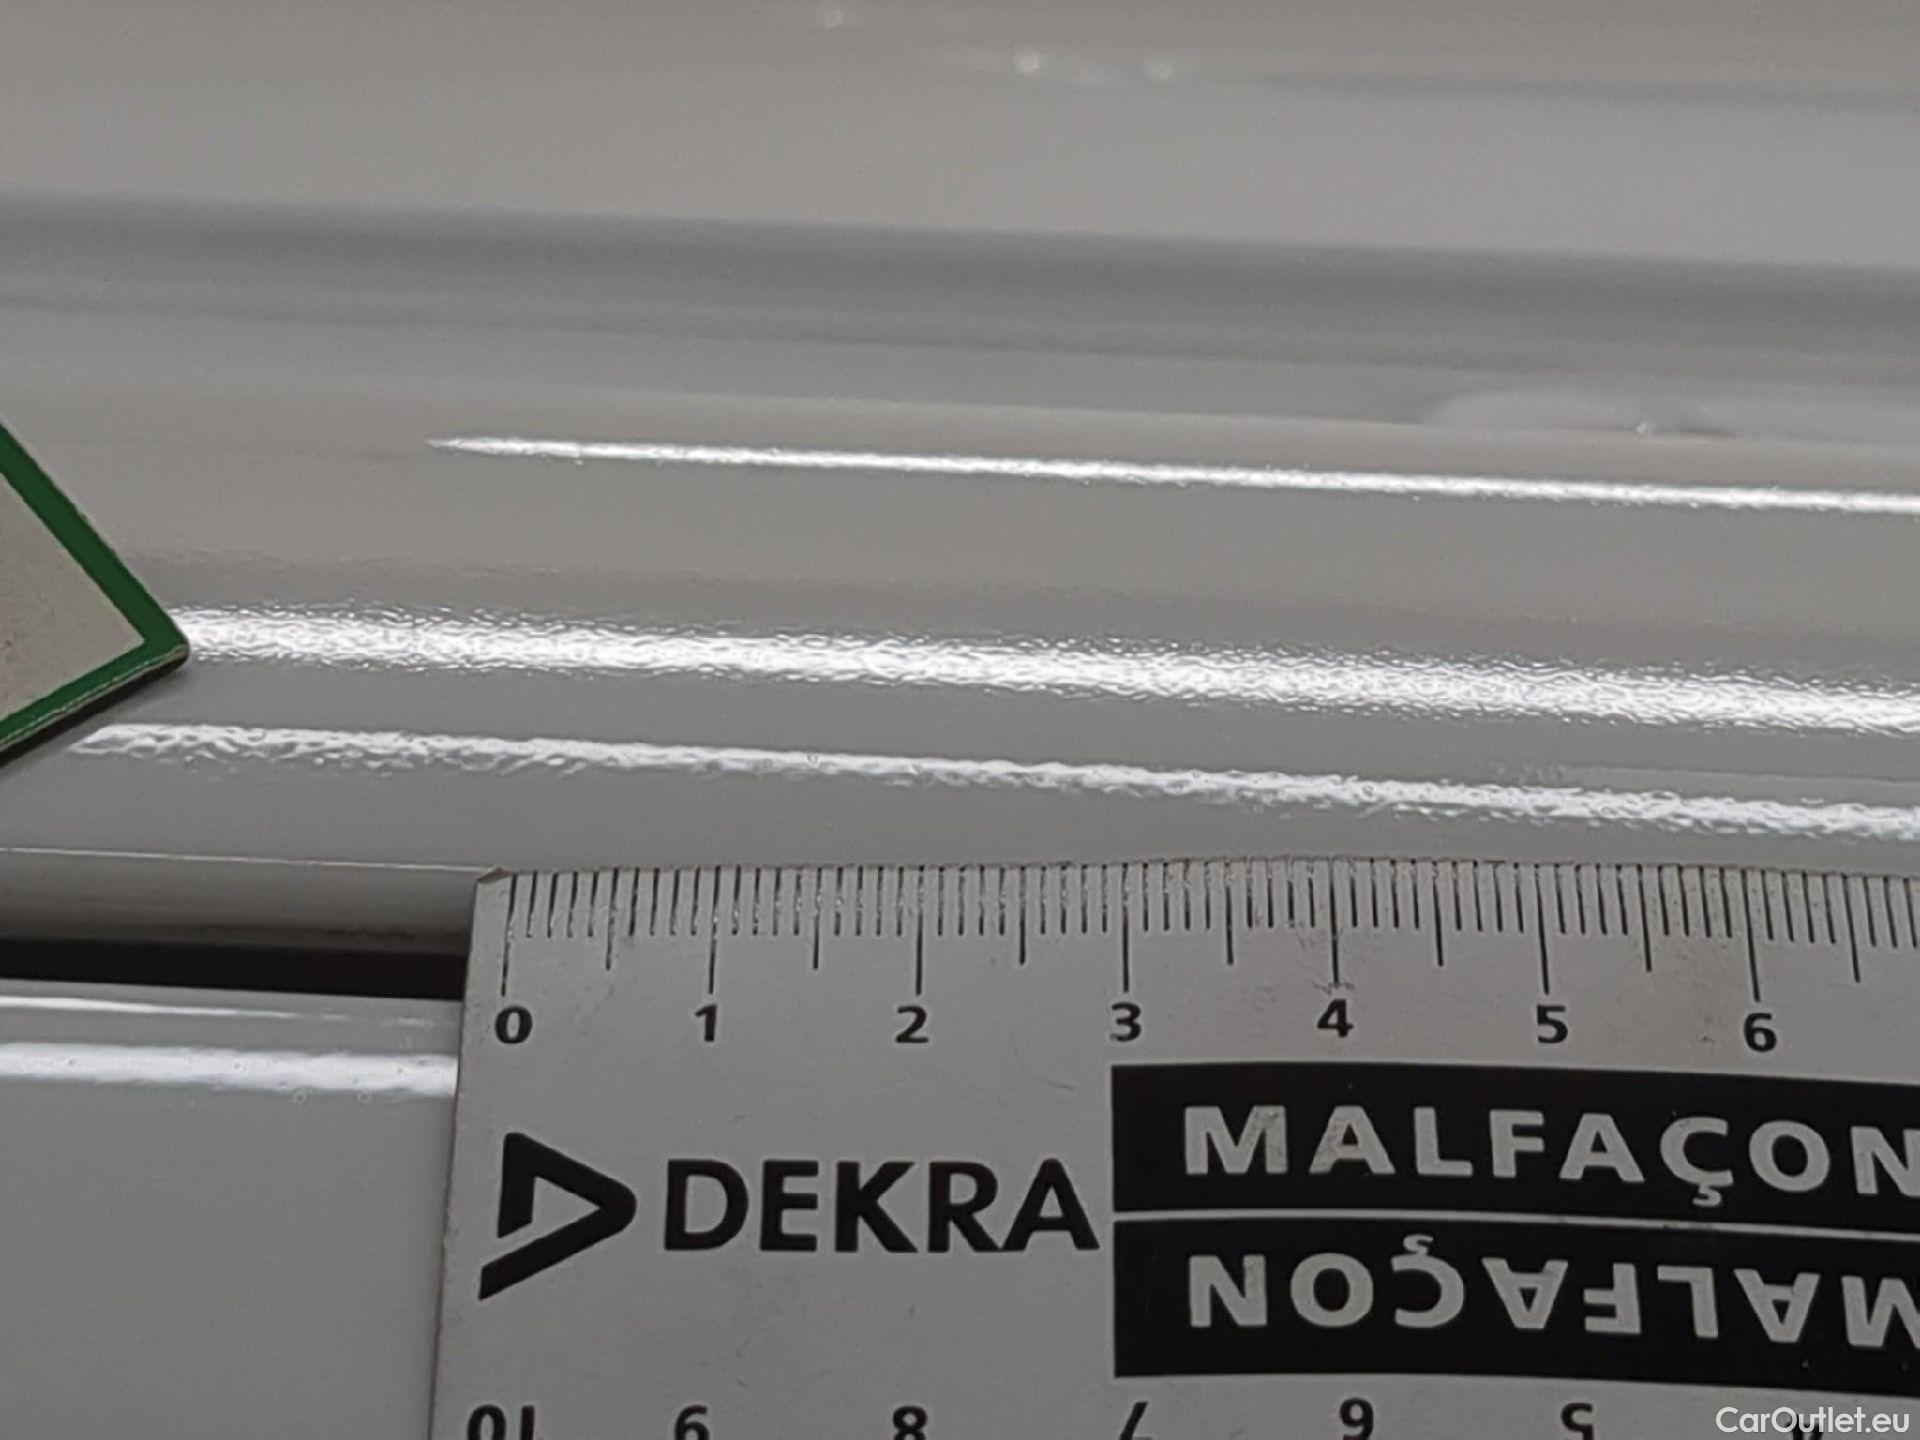 0 1 2 3 4 5 6
MALFAÇON
DEKRA
MALFAÇON
10 9 8 7 6 5 4
CarOutlet.eu